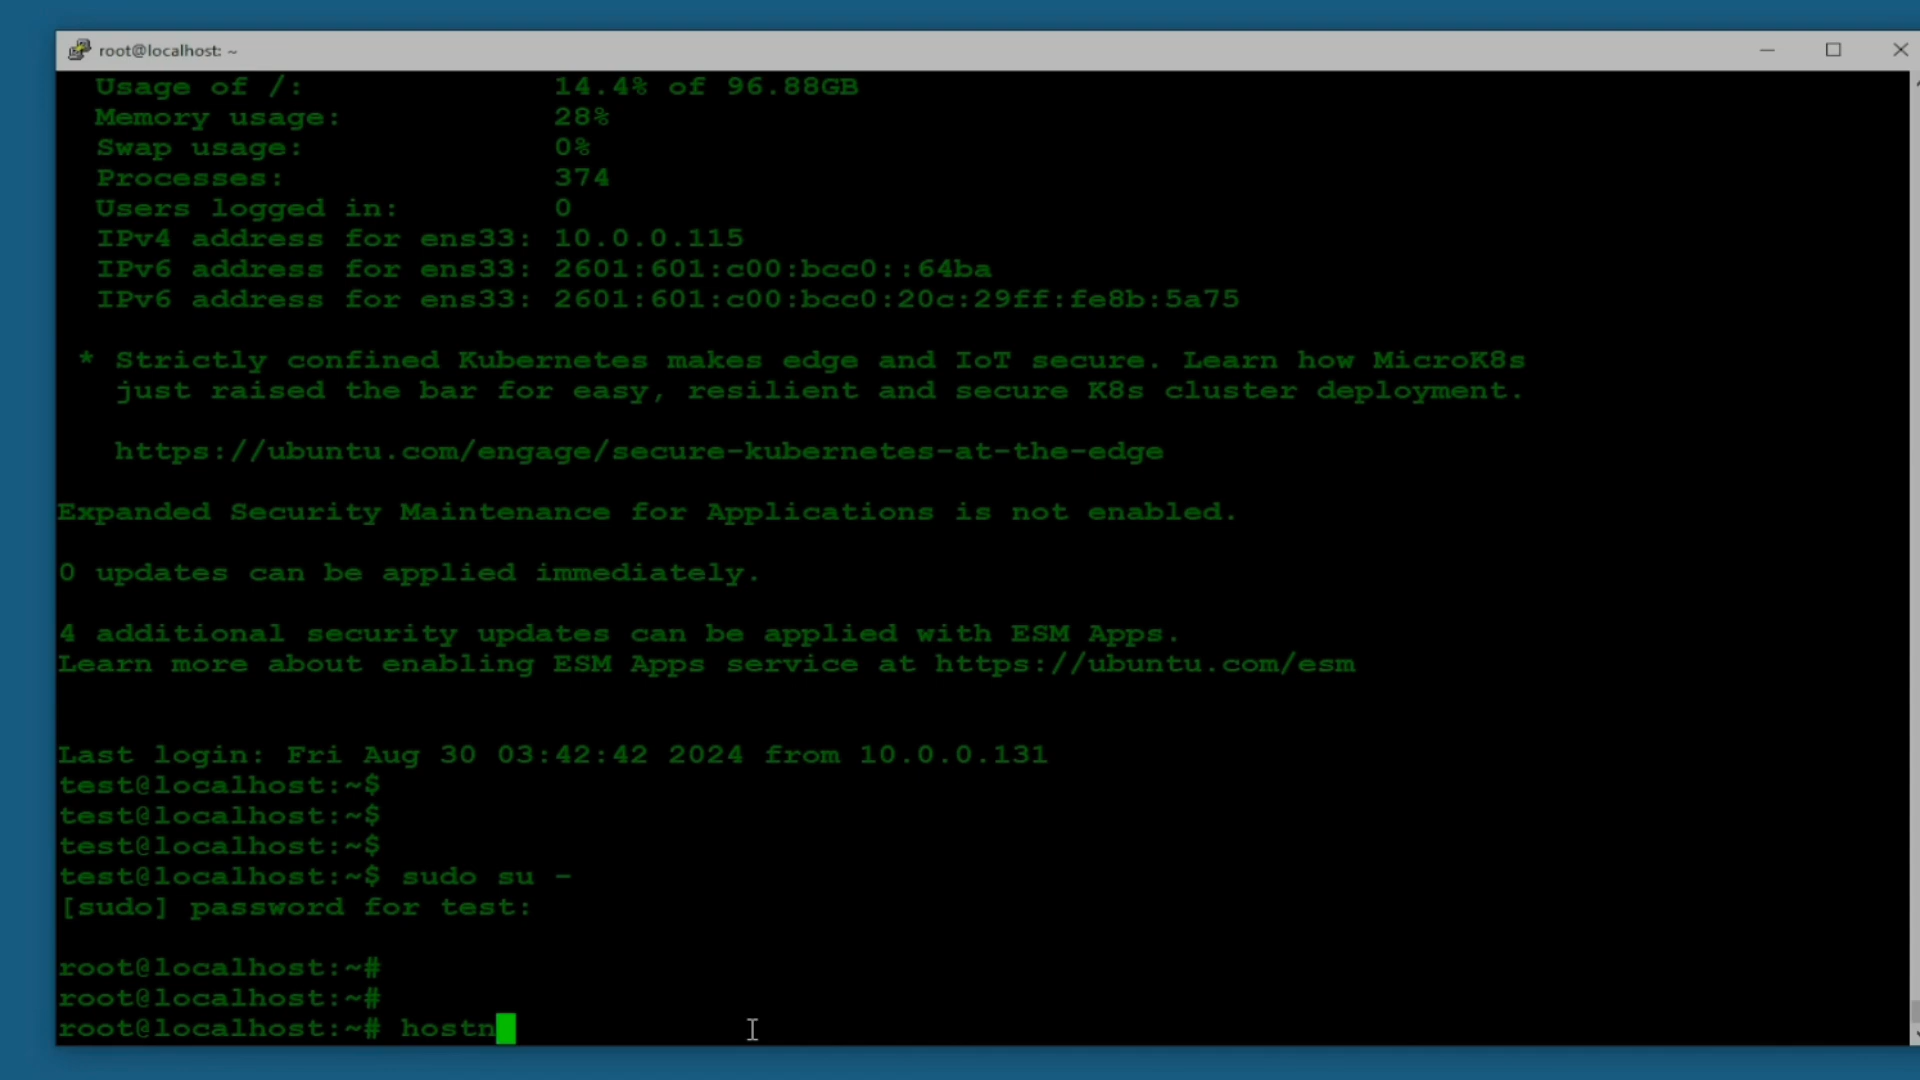 root@localhost: ~
Usage of /: 14.4% of 96.88GB
Memory usage: 28%
Swap usage: 0%
Processes: 374
Users logged in: 0
IPv4 address for ens33: 10.0.0.115
IPv6 address for ens33: 2601:601:c00:bcc0::64ba
IPv6 address for ens33: 2601:601:c00:bcc0:20c:29ff:fe8b:5a75
* Strictly confined Kubernetes makes edge and IoT secure. Learn how MicroK8s
just raised the bar for easy, resilient and secure K8s cluster deployment.
https://ubuntu.com/engage/secure-kubernetes-at-the-edge
Expanded Security Maintenance for Applications is not enabled.
0 updates can be applied immediately.
4 additional security updates can be applied with ESM Apps.
Learn more about enabling ESM Apps service at https://ubuntu.com/esm
Last login: Fri Aug 30 03:42:42 2024 from 10.0.0.131
test@localhost:~$
test@localhost:~$
test@localhost:~$
test@localhost:~$ sudo su -
[sudo] password for test:
root@localhost:~#
root@localhost:~#
root@localhost:~# hostn